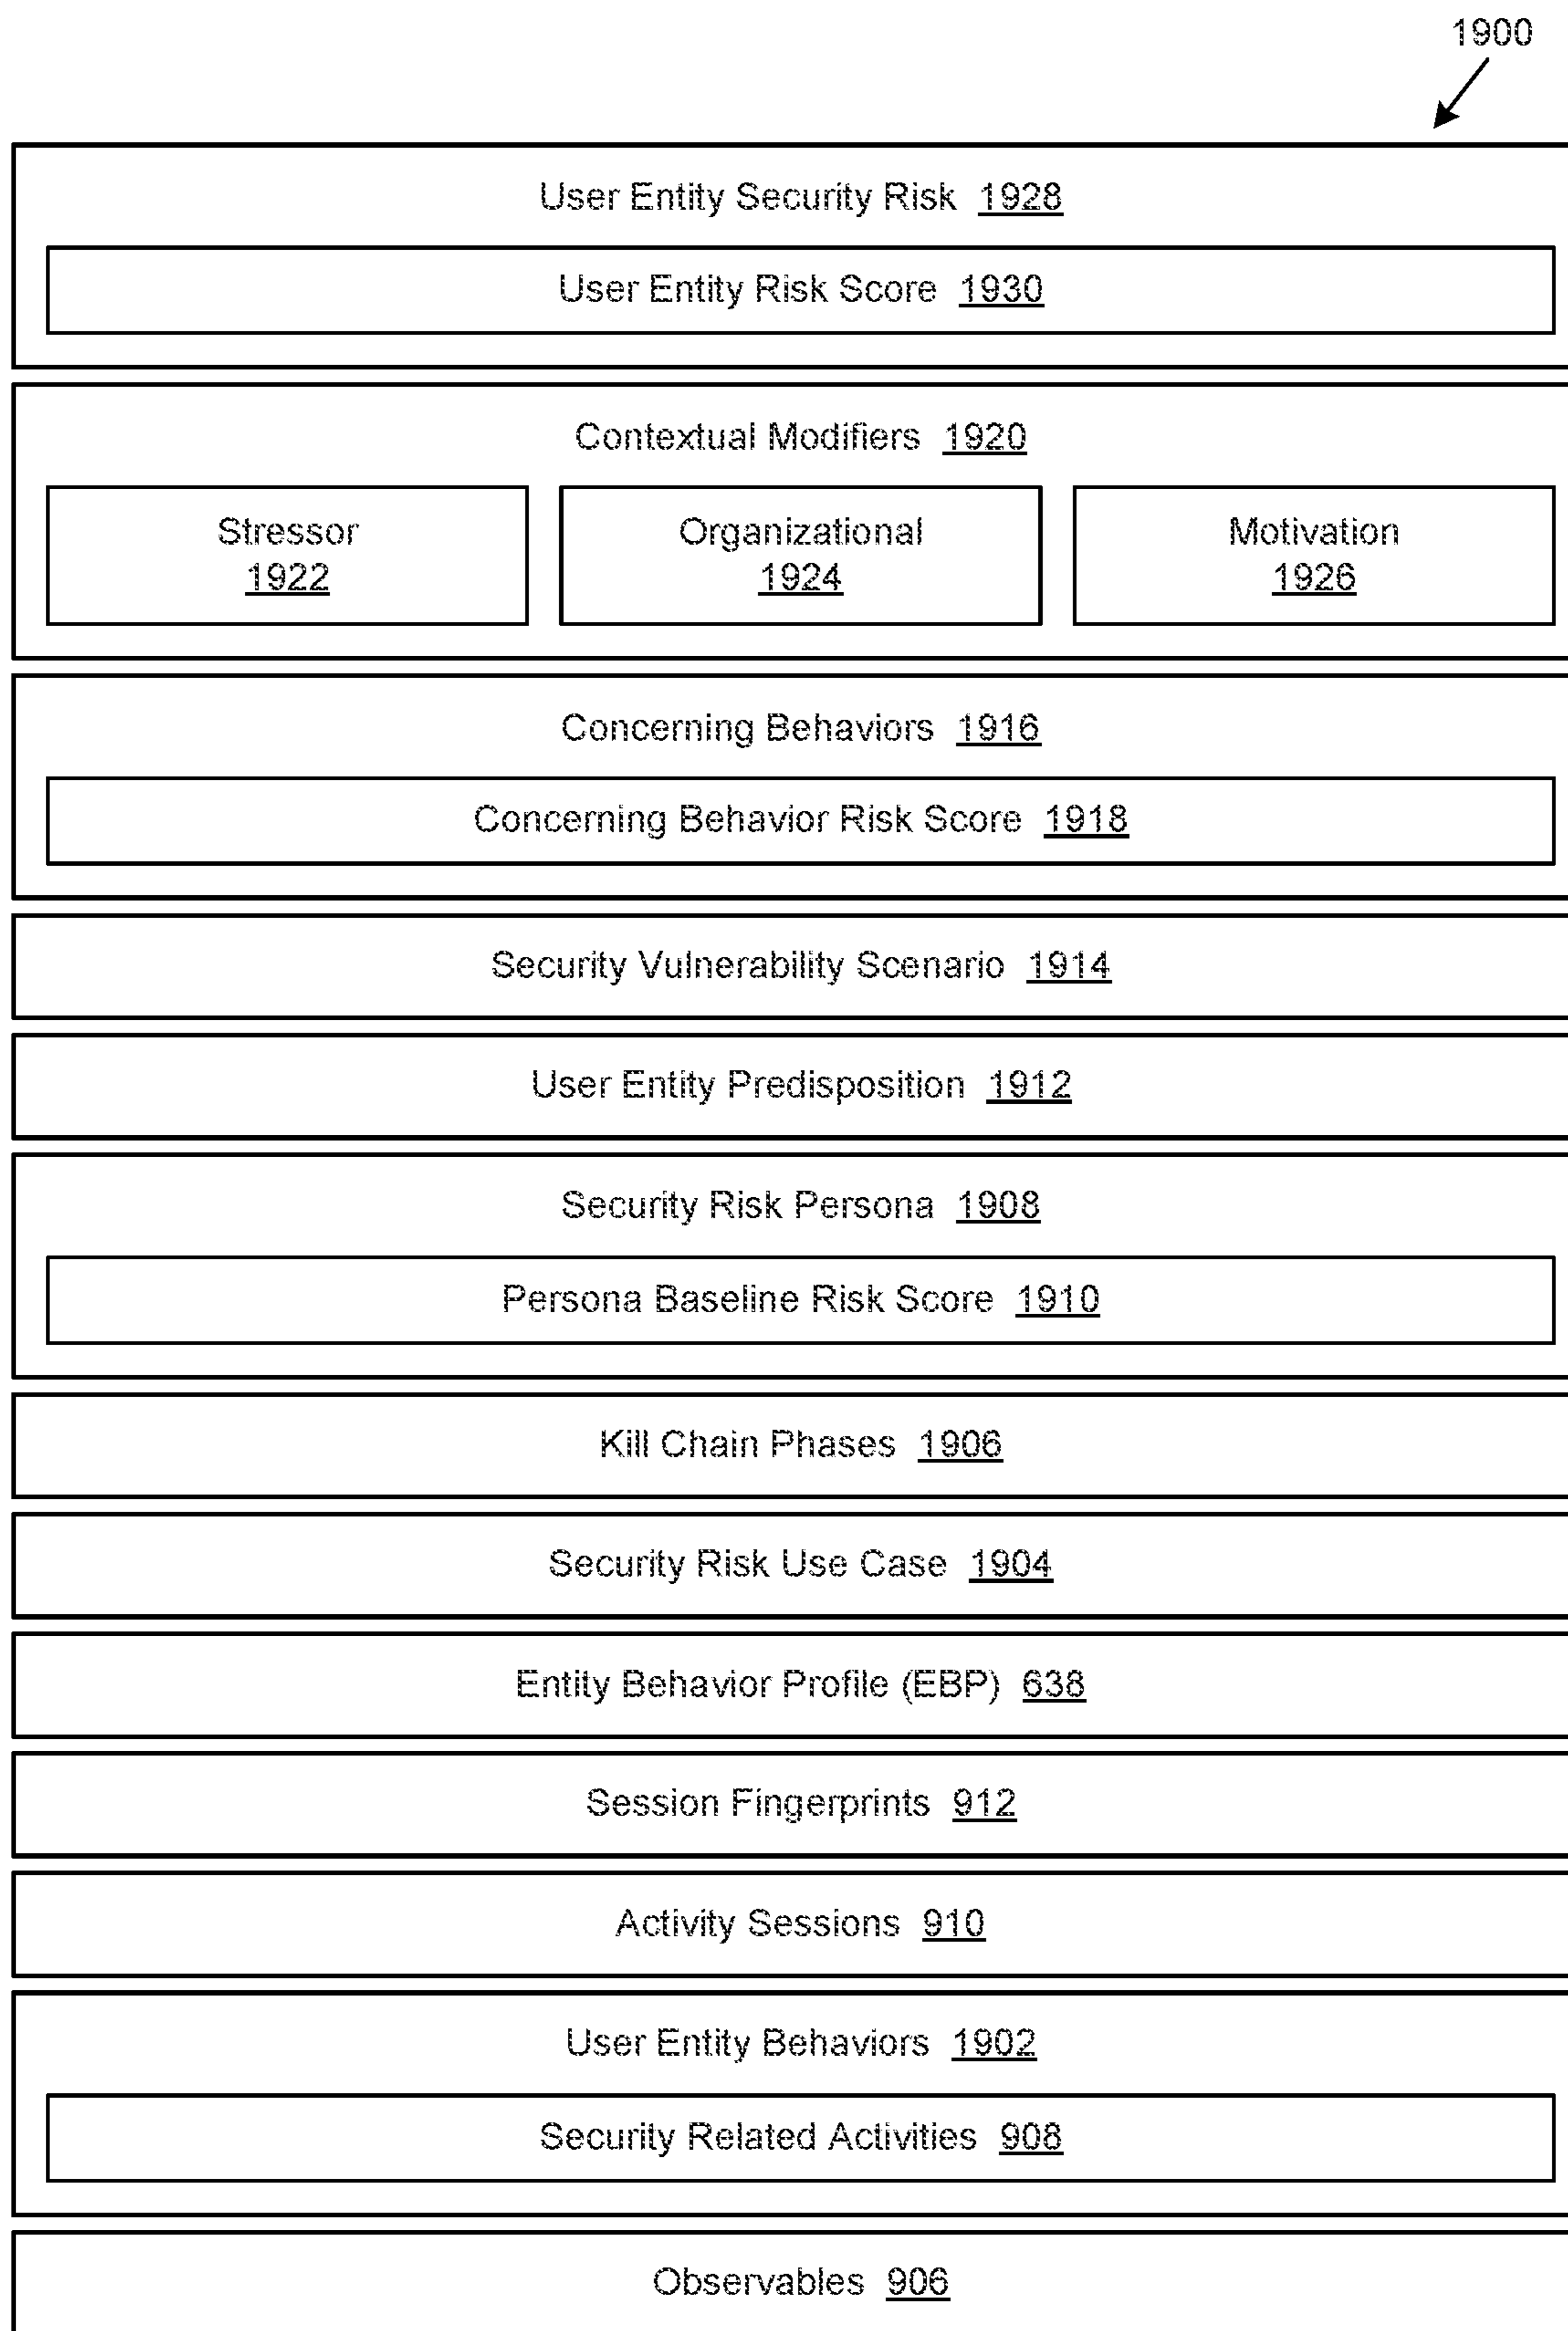 1900
User Entity Security Risk 1928
User Entity Risk Score 1930
Contextual Modifiers 1920
Stressor
1922
Organizational
1924
Motivation
1926
Concerning Behaviors 1916
Concerning Behavior Risk Score 1918
Security Vulnerability Scenario 1914
User Entity Predisposition 1912
Security Risk Persona 1908
Persona Baseline Risk Score 1910
Kill Chain Phases 1906
Security Risk Use Case 1904
Entity Behavior Profile (EBP) 638
Session Fingerprints 912
Activity Sessions 910
User Entity Behaviors 1902
Security Related Activities 908
Observables 906